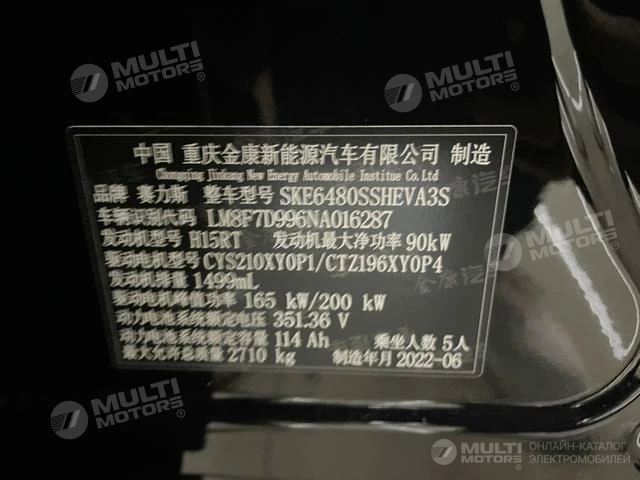 MULTI MOTORS®
MULTI MOTORS®
中国 重庆金康新能源汽车有限公司 制造
Chongqing Jinkang New Energy Automobile Institue Co.Ltd
品牌 赛力斯 整车型号 SKE6480SSHEVA3S
车辆识别代码 LM8F7D996NA016287
发动机型号 H15RT 发动机最大净功率 90kW
驱动电机型号 CYS210XY0P1/CTZ196XY0P4
发动机排量 1499mL
驱动电机峰值功率 165 kW/200 kW
动力电池系统额定电压 351.36 V
动力电池系统额定容量 114 Ah 乘坐人数 5人
最大允许总质量 2710 kg 制造年月 2022-06
金康汽车
MULTI MOTORS®
MULTI MOTORS®
MULTI MOTORS®
ОНЛАЙН-КАТАЛОГ
ЭЛЕКТРОМОБИЛЕЙ